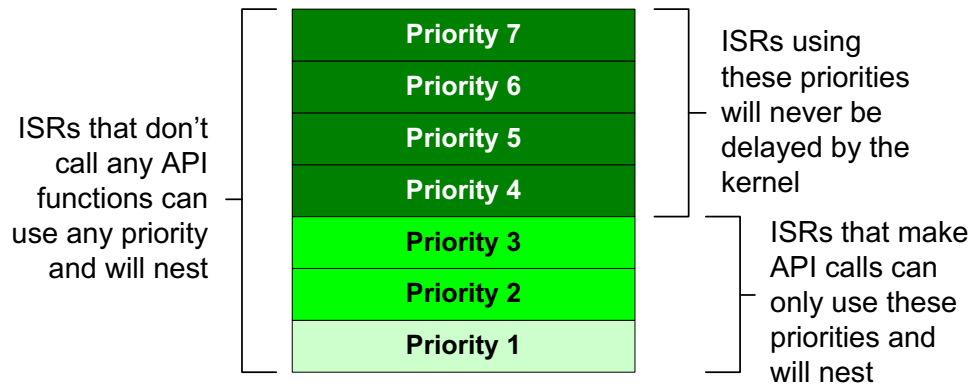 ISRs that don’t
call any API
functions can
use any priority
and will nest
Priority 7
Priority 6
Priority 5
Priority 4
Priority 3
Priority 2
Priority 1
ISRs using
these priorities
will never be
delayed by the
kernel
ISRs that make
API calls can
only use these
priorities and
will nest